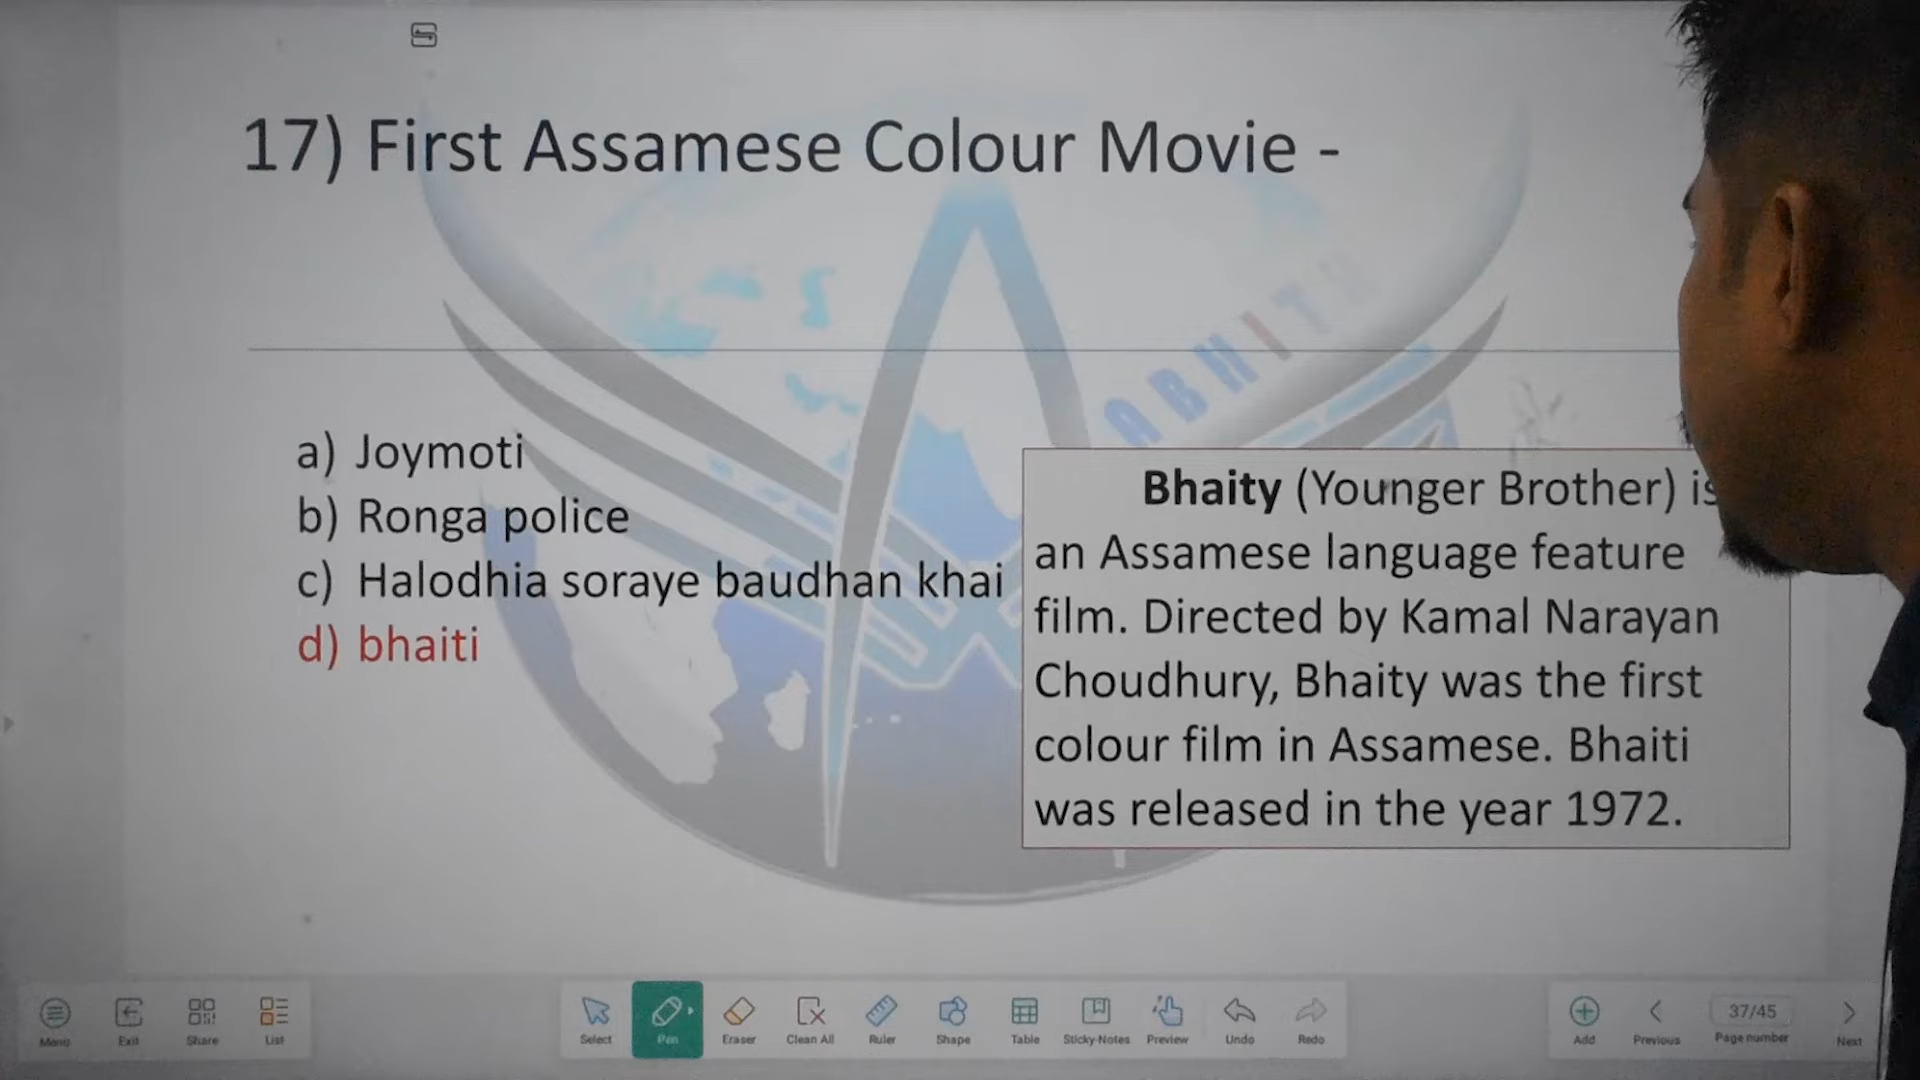 17) First Assamese Colour Movie -
ABHITH
a) Joymoti
b) Ronga police
c) Halodhia soraye baudhan khai
d) bhaiti
Bhaity (Younger Brother) is
an Assamese language feature
film. Directed by Kamal Narayan
Choudhury, Bhaity was the first
colour film in Assamese. Bhaiti
was released in the year 1972.
Menu Exit Share List Select Pen Eraser Clean All Ruler Shape Table Sticky-Notes Preview Undo Redo Add Previous 37/45 Page number Next